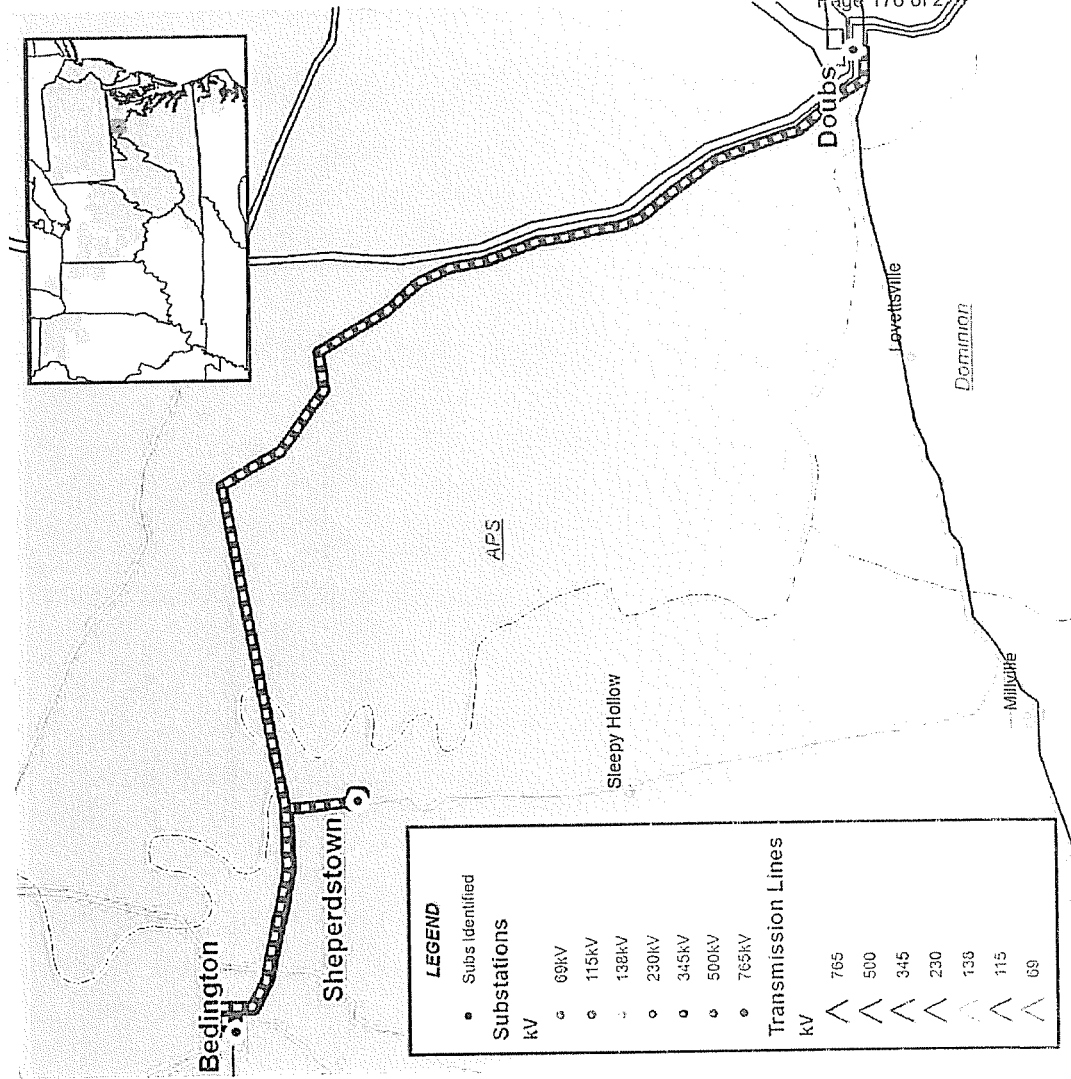 Doubs
Lovettsville
Dominion
APS
Sleepy Hollow
Millville
Bedington
Sheperdstown
LEGEND
Subs Identified
Substations
kV
69kV
115kV
138kV
230kV
345kV
500kV
765kV
Transmission Lines
kV
765
500
345
230
138
115
69